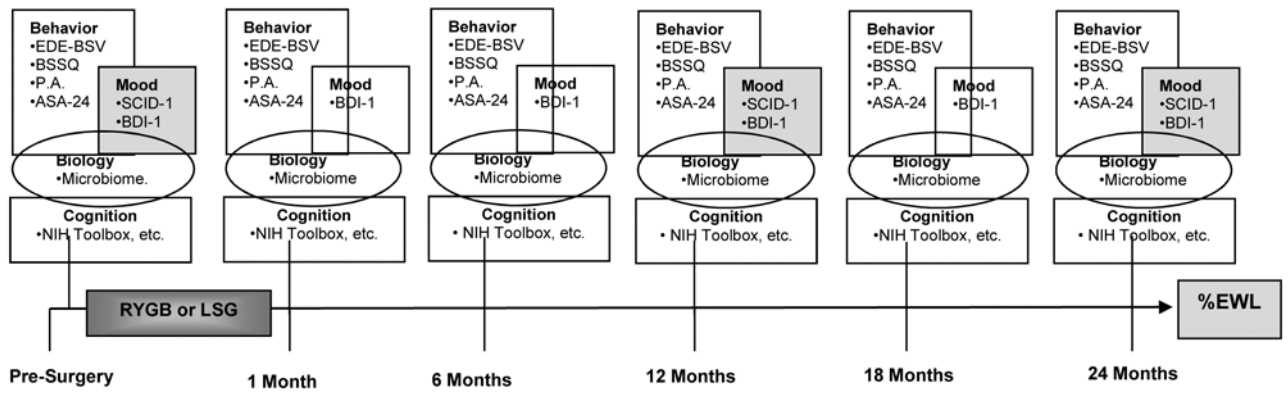 Behavior
•EDE-BSV
•BSSQ
•P.A.
•ASA-24
Mood
•SCID-1
•BDI-1
Biology
•Microbiome.
Cognition
•NIH Toolbox, etc.
Behavior
•EDE-BSV
•BSSQ
•P.A.
•ASA-24
Mood
•BDI-1
Biology
•Microbiome
Cognition
•NIH Toolbox, etc.
Behavior
•EDE-BSV
•BSSQ
•P.A.
•ASA-24
Mood
•BDI-1
Biology
•Microbiome
Cognition
• NIH Toolbox, etc.
Behavior
•EDE-BSV
•BSSQ
•P.A.
•ASA-24
Mood
•SCID-1
•BDI-1
Biology
•Microbiome
Cognition
• NIH Toolbox, etc.
Behavior
•EDE-BSV
•BSSQ
•P.A.
•ASA-24
Mood
•BDI-1
Biology
•Microbiome
Cognition
•NIH Toolbox, etc.
Behavior
•EDE-BSV
•BSSQ
•P.A.
•ASA-24
Mood
•SCID-1
•BDI-1
Biology
•Microbiome
Cognition
• NIH Toolbox, etc.
RYGB or LSG
%EWL
Pre-Surgery
1 Month
6 Months
12 Months
18 Months
24 Months